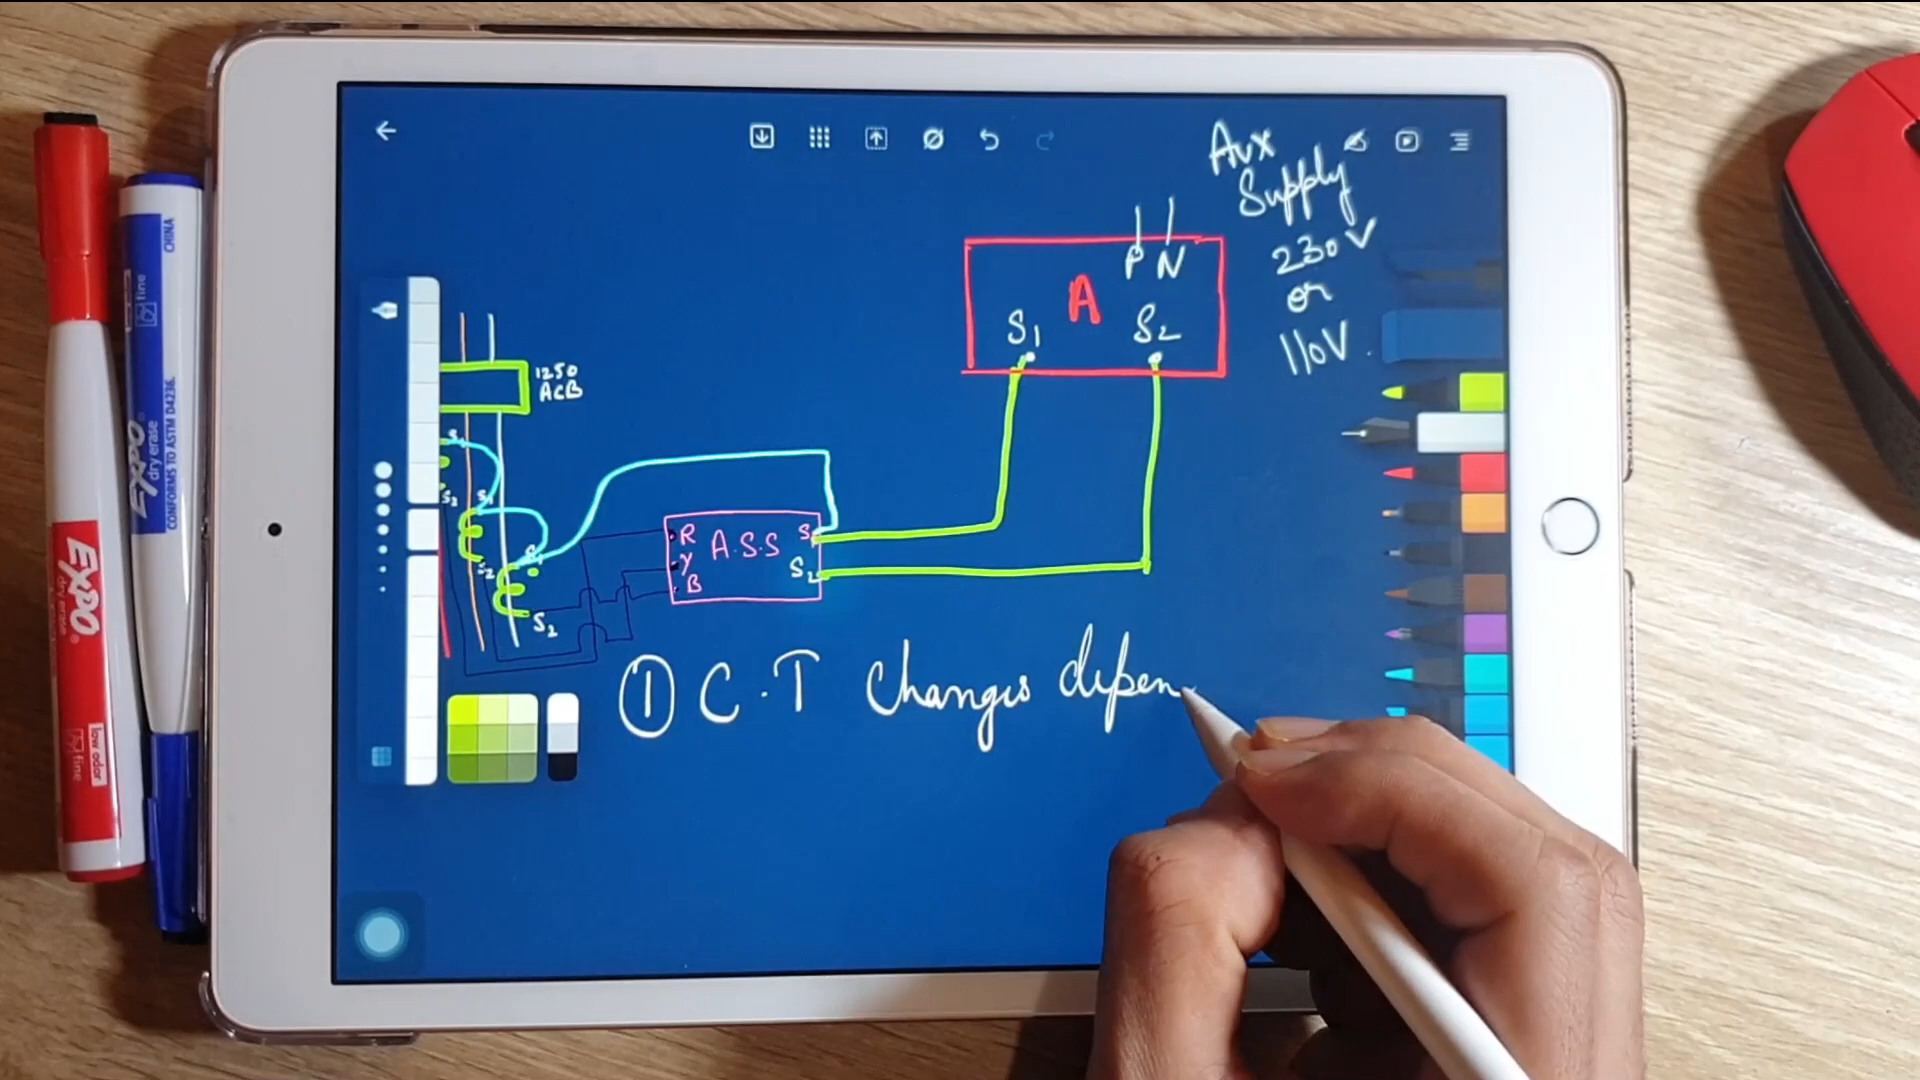 Aux
Supply
230V
or
110V
P N
A
S1 S2
1250
ACB
S1
S2 S1
S2 S1
S2
R A.S.S S1
Y S2
B
① C.T Changes depen
EXPO
dry erase
low odor
fine
EXPO
dry erase
CONFORMS TO ASTM D4236.
fine
CHINA